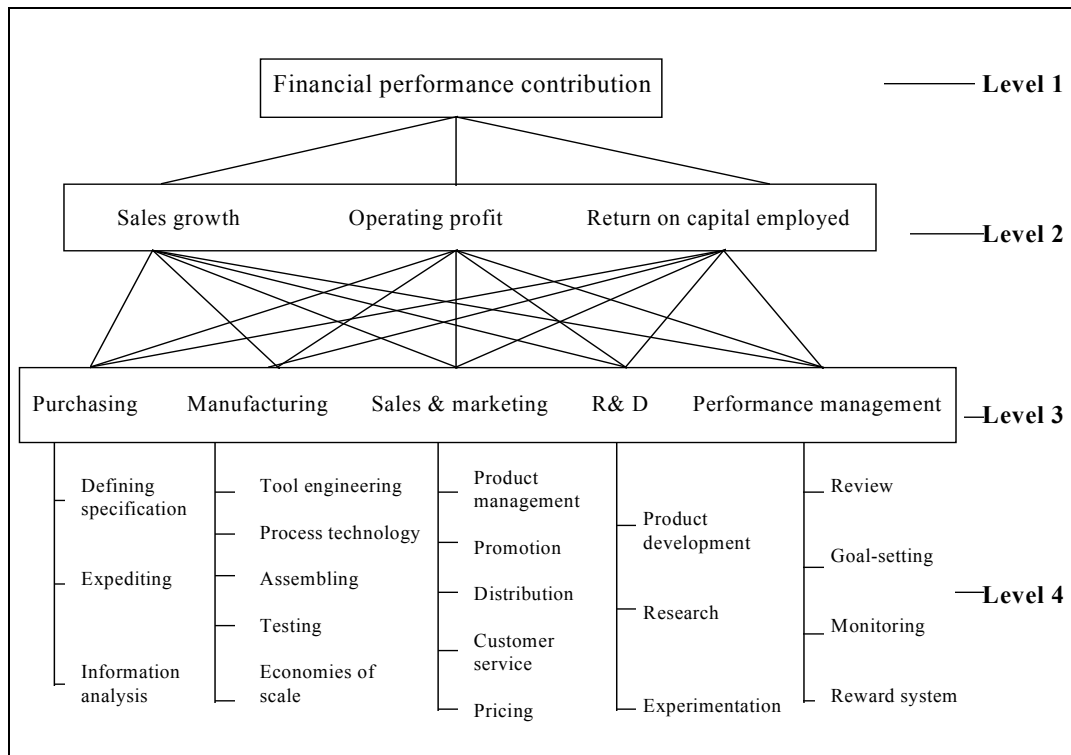 Financial performance contribution
Level 1
Sales growth Operating profit Return on capital employed
Level 2
Purchasing Manufacturing Sales & marketing R& D Performance management
Level 3
Defining
specification
Expediting
Information
analysis
Tool engineering
Process technology
Assembling
Testing
Economies of
scale
Product
management
Promotion
Distribution
Customer
service
Pricing
Product
development
Research
Experimentation
Review
Goal-setting
Monitoring
Reward system
Level 4